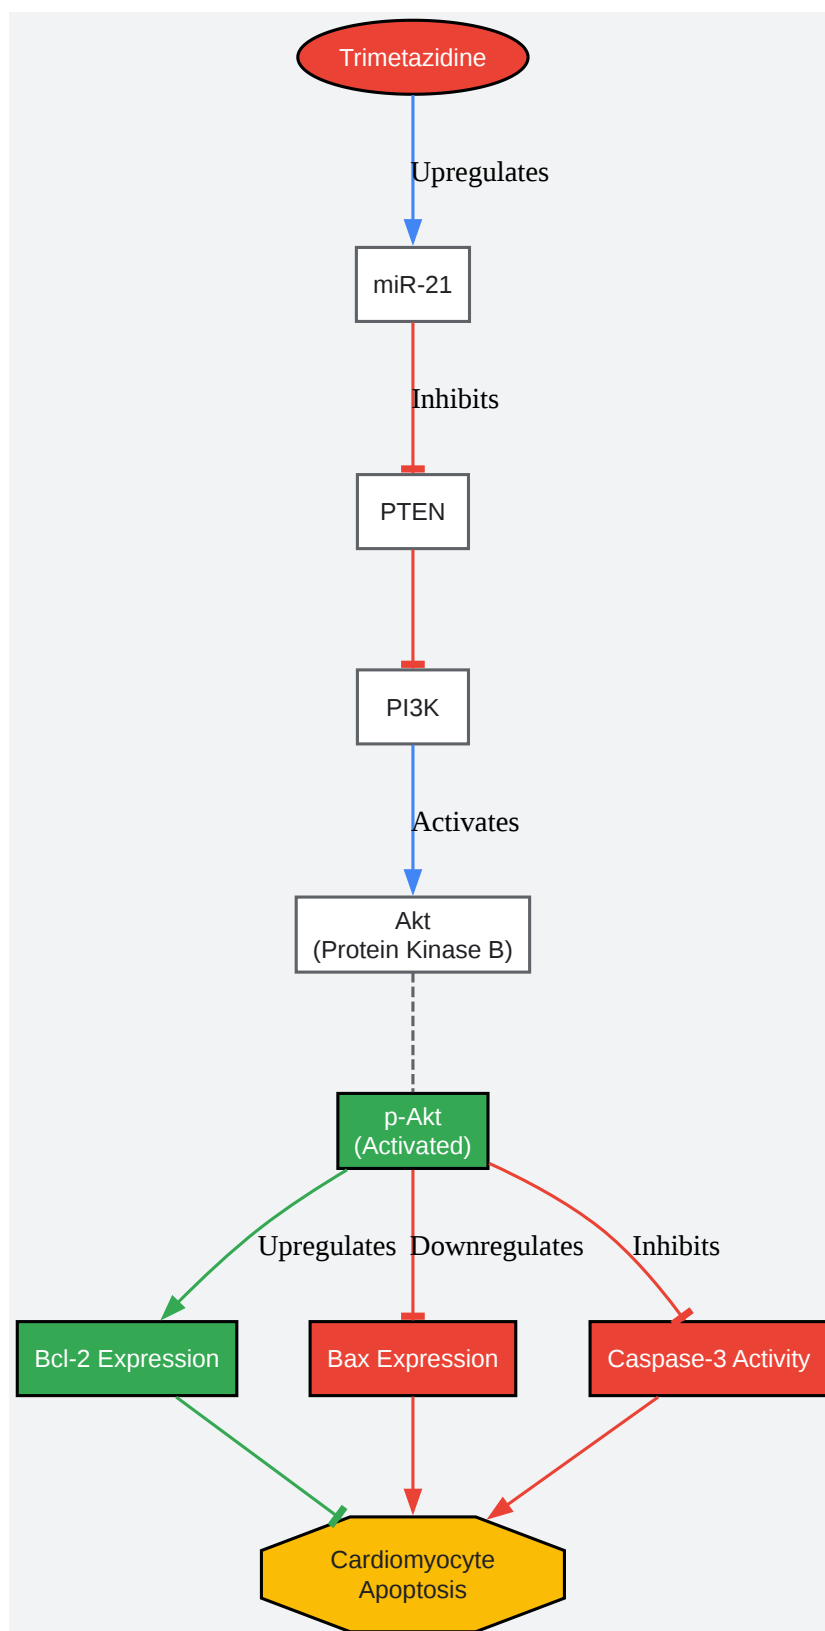 Trimetazidine
Upregulates
miR-21
Inhibits
PTEN
PI3K
Activates
Akt
(Protein Kinase B)
p-Akt
(Activated)
Upregulates
Downregulates
Inhibits
Bcl-2 Expression
Bax Expression
Caspase-3 Activity
Cardiomyocyte
Apoptosis